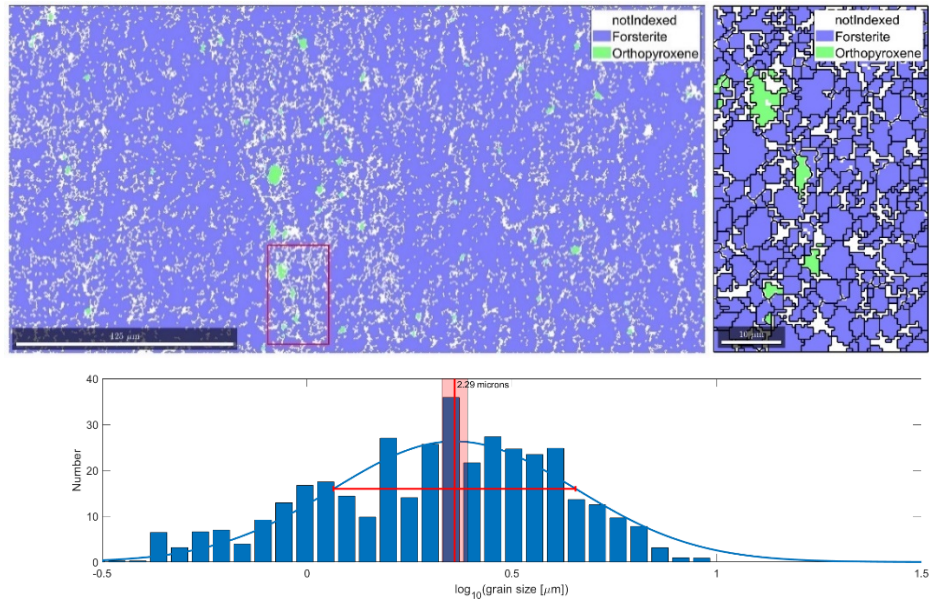 notIndexed
Forsterite
Orthopyroxene
125 μm
notIndexed
Forsterite
Orthopyroxene
10 μm
40
30
20
10
0
Number
2.29 microns
-0.5
0
0.5
1
1.5
log10(grain size [μm])